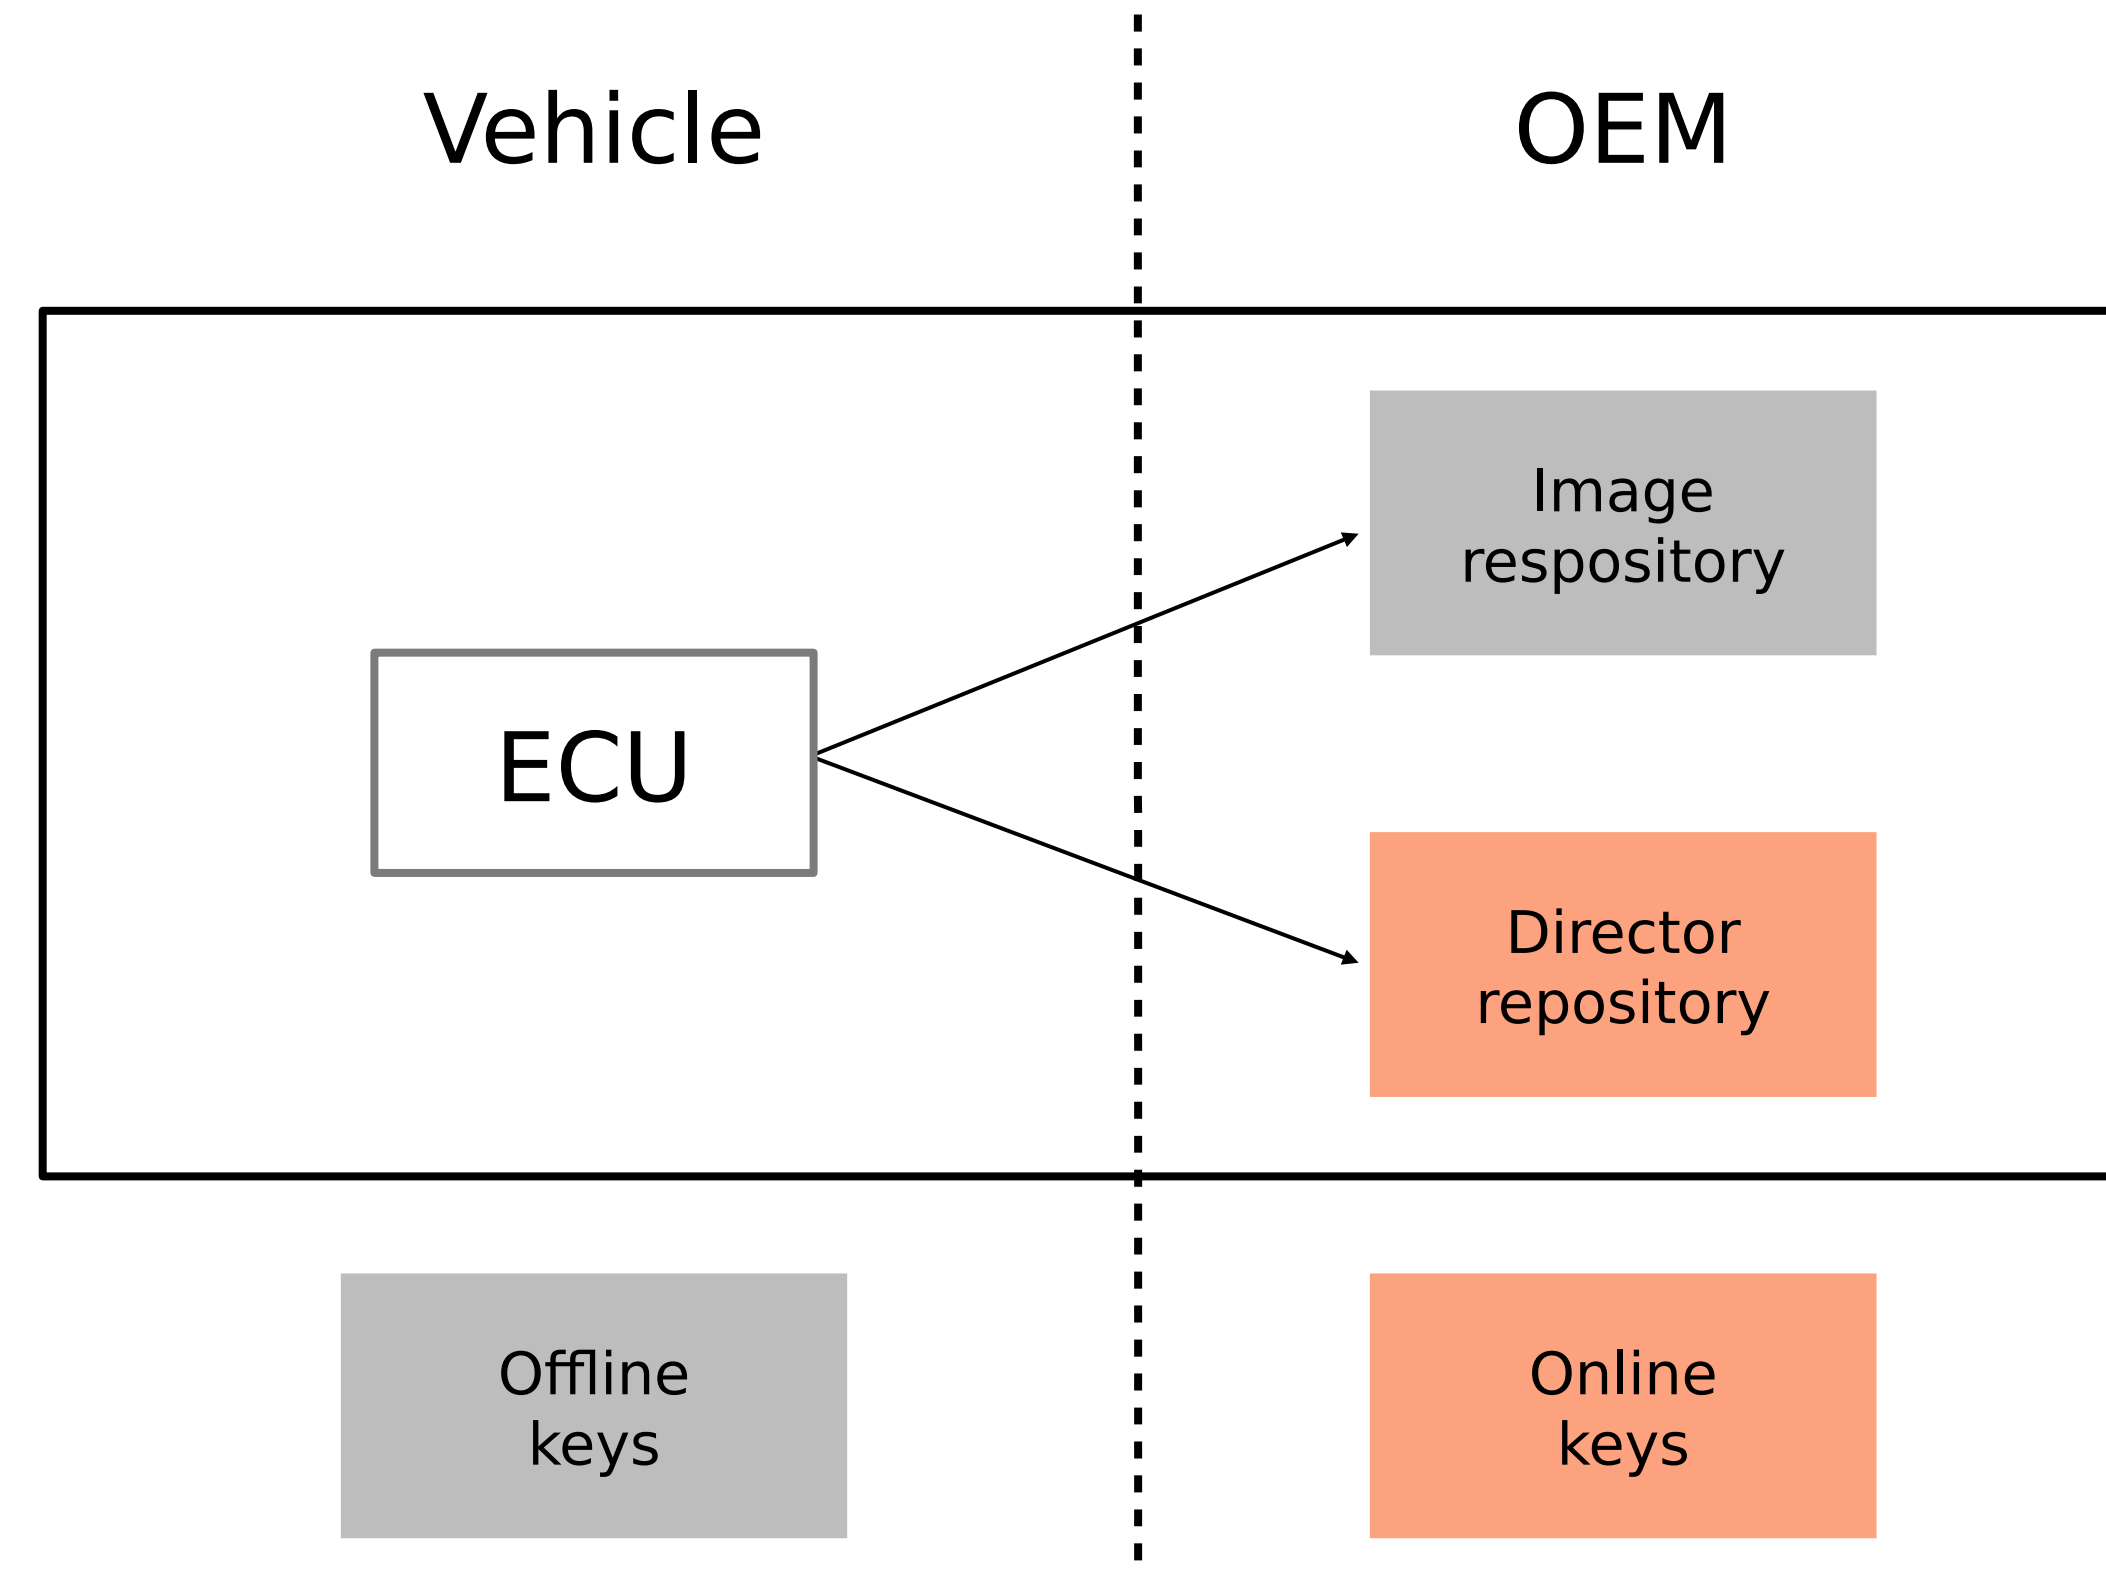 Vehicle
OEM
Image
respository
ECU
Director
repository
Offline
keys
Online
keys